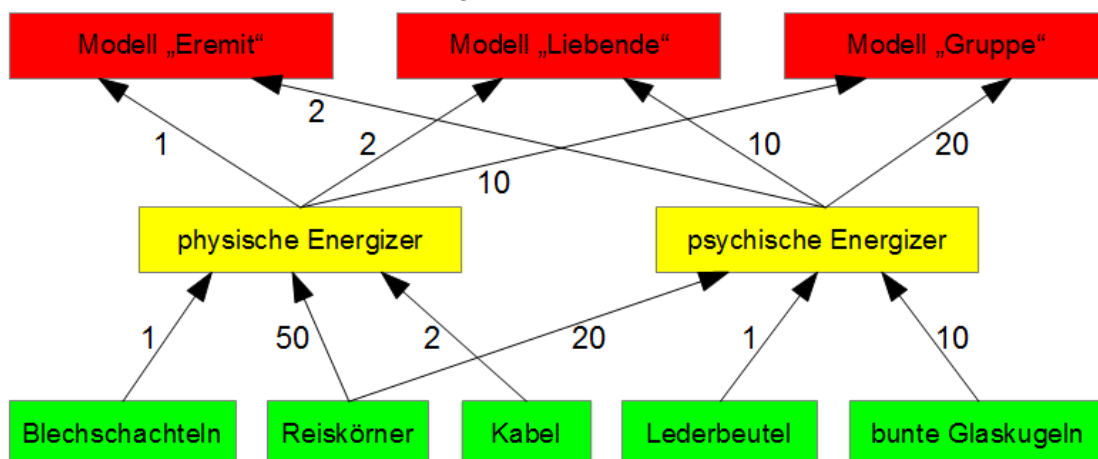 Modell „Eremit“
Modell „Liebende“
Modell „Gruppe“
2
1
2
10
10
20
physische Energizer
psychische Energizer
1
50
2
20
1
10
Blechschachteln
Reiskörner
Kabel
Lederbeutel
bunte Glaskugeln